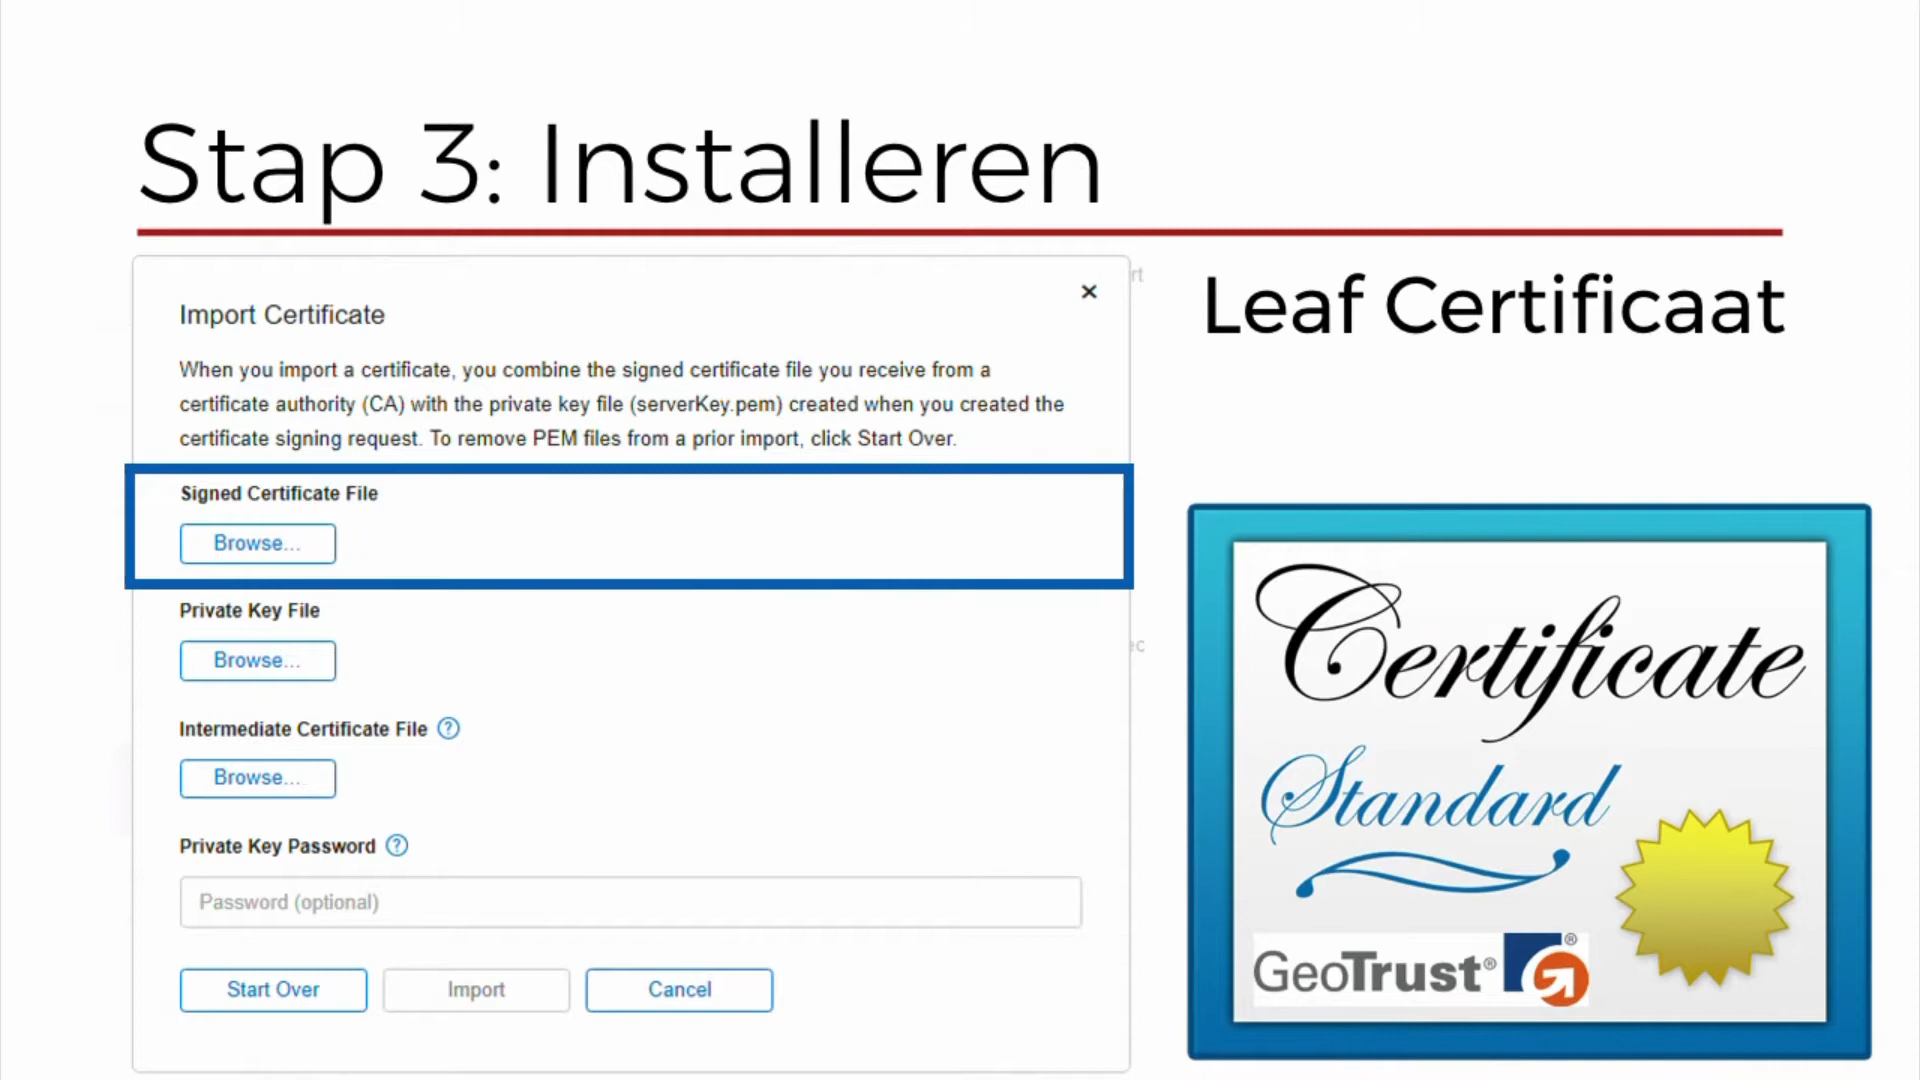 Stap 3: Installeren
Import Certificate
When you import a certificate, you combine the signed certificate file you receive from a
certificate authority (CA) with the private key file (serverKey.pem) created when you created the
certificate signing request. To remove PEM files from a prior import, click Start Over.
Signed Certificate File
Browse...
Private Key File
Browse...
Intermediate Certificate File ?
Browse...
Private Key Password ?
Password (optional)
Start Over Import Cancel
Leaf Certificaat
Certificate
Standard
GeoTrust®